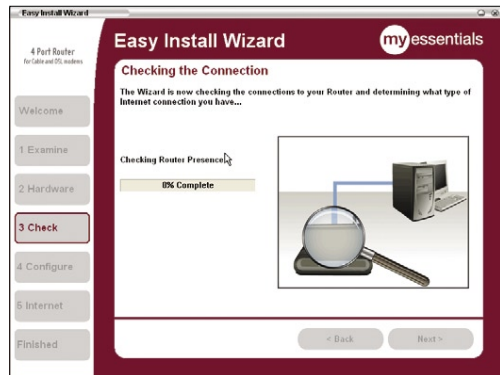 Easy Install Wizard
4 Port Router
for Cable and DSL modems
Easy Install Wizard
myessentials
Checking the Connection
The Wizard is now checking the connections to your Router and determining what type of
Internet connection you have...
Welcome
1 Examine
2 Hardware
3 Check
4 Configure
5 Internet
Finished
Checking Router Presence
0% Complete
< Back
Next >